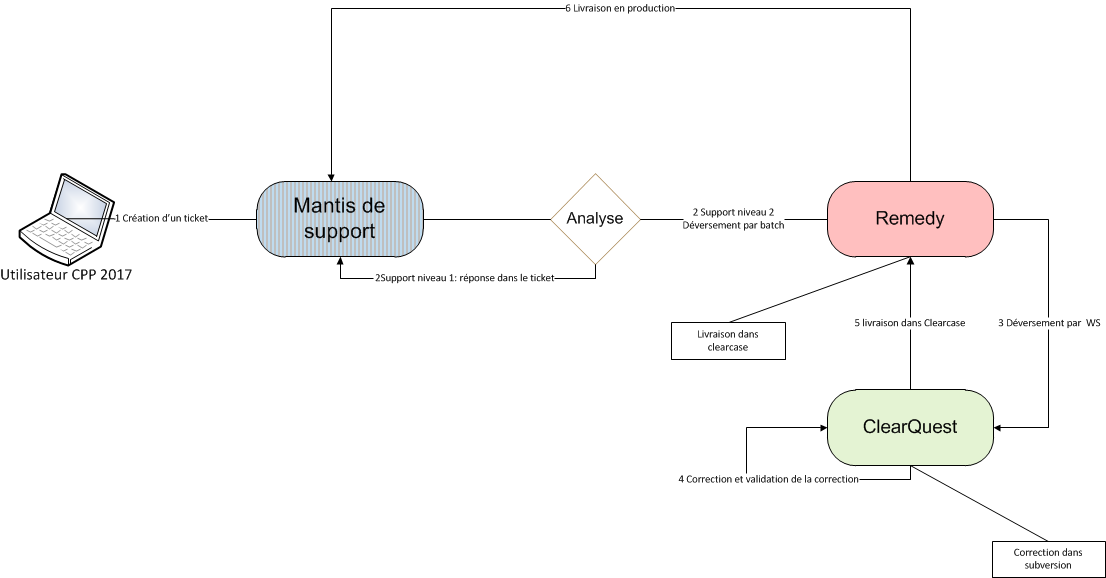 6 Livraison en production
Mantis de
support
Analyse
2 Support niveau 2
Déversement par batch
Remedy
1 Création d'un ticket
Utilisateur CPP 2017
2Support niveau 1: réponse dans le ticket
Livraison dans
clearcase
5 livraison dans Clearcase
3 Déversement par  WS
ClearQuest
4 Correction et validation de la correction
Correction dans
subversion